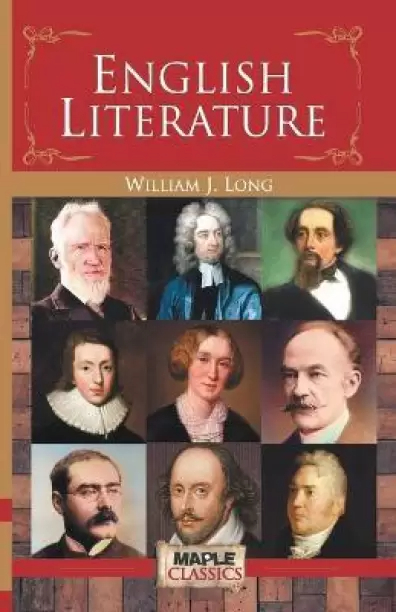 ENGLISH
LITERATURE
WILLIAM J. LONG
MAPLE
CLASSICS